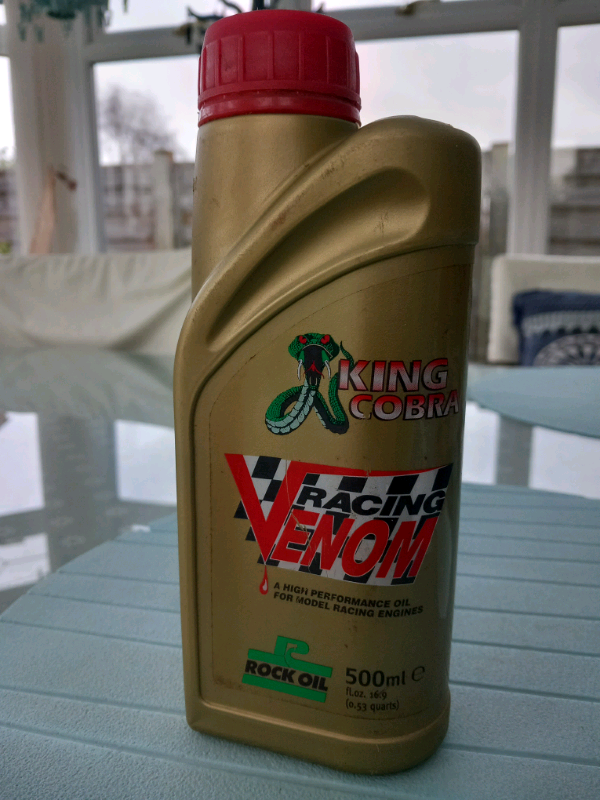 KING
COBRA
RACING
VENOM
A HIGH PERFORMANCE OIL
FOR MODEL RACING ENGINES
ROCK OIL
500ml ℮
fl.oz. 16:9
(0.53 quarts)